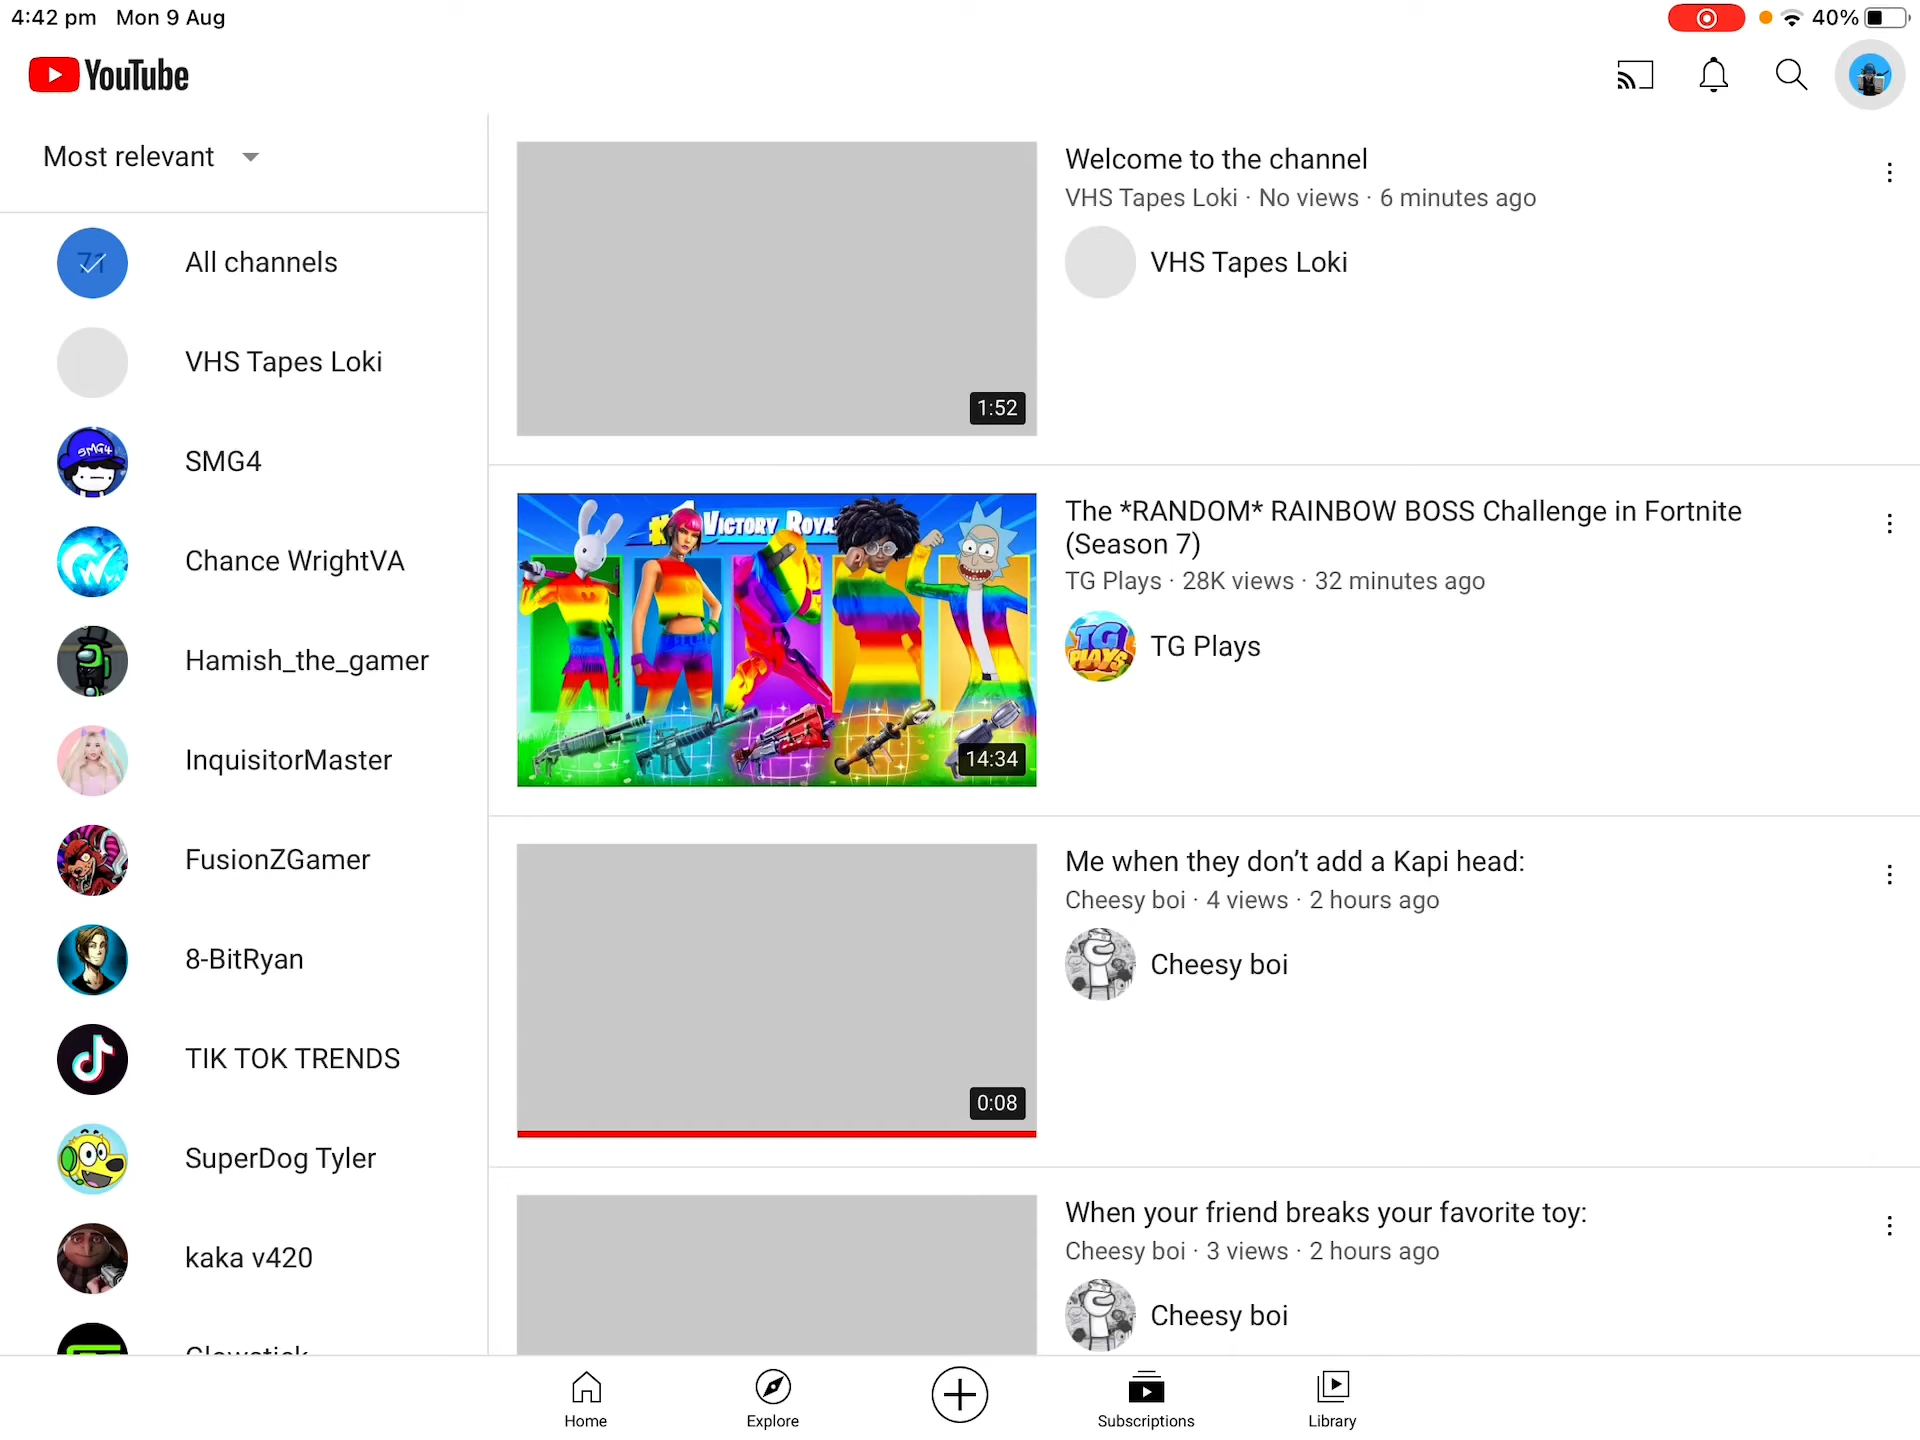 4:42 pm Mon 9 Aug
40%
YouTube
Most relevant
71
All channels
VHS Tapes Loki
SMG4
SMG4
Chance WrightVA
Hamish_the_gamer
InquisitorMaster
FusionZGamer
8-BitRyan
TIK TOK TRENDS
SuperDog Tyler
kaka v420
Glowstick
1:52
Welcome to the channel
VHS Tapes Loki · No views · 6 minutes ago
VHS Tapes Loki
#1 VICTORY ROYA
14:34
The *RANDOM* RAINBOW BOSS Challenge in Fortnite
(Season 7)
TG Plays · 28K views · 32 minutes ago
TG PLAYS
TG Plays
0:08
Me when they don’t add a Kapi head:
Cheesy boi · 4 views · 2 hours ago
Cheesy boi
When your friend breaks your favorite toy:
Cheesy boi · 3 views · 2 hours ago
Cheesy boi
Home
Explore
Subscriptions
Library